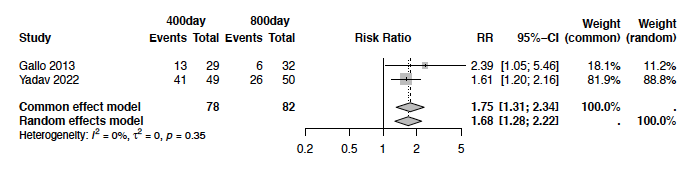 400day 800day Weight Weight
Study Events Total Events Total Risk Ratio RR 95%−CI (common) (random)
Gallo 2013 13 29 6 32 2.39 [1.05; 5.46] 18.1% 11.2%
Yadav 2022 41 49 26 50 1.61 [1.20; 2.16] 81.9% 88.8%
Common effect model 78 82 1.75 [1.31; 2.34] 100.0% .
Random effects model 1.68 [1.28; 2.22] . 100.0%
Heterogeneity: I² = 0%, τ² = 0, p = 0.35
0.2 0.5 1 2 5